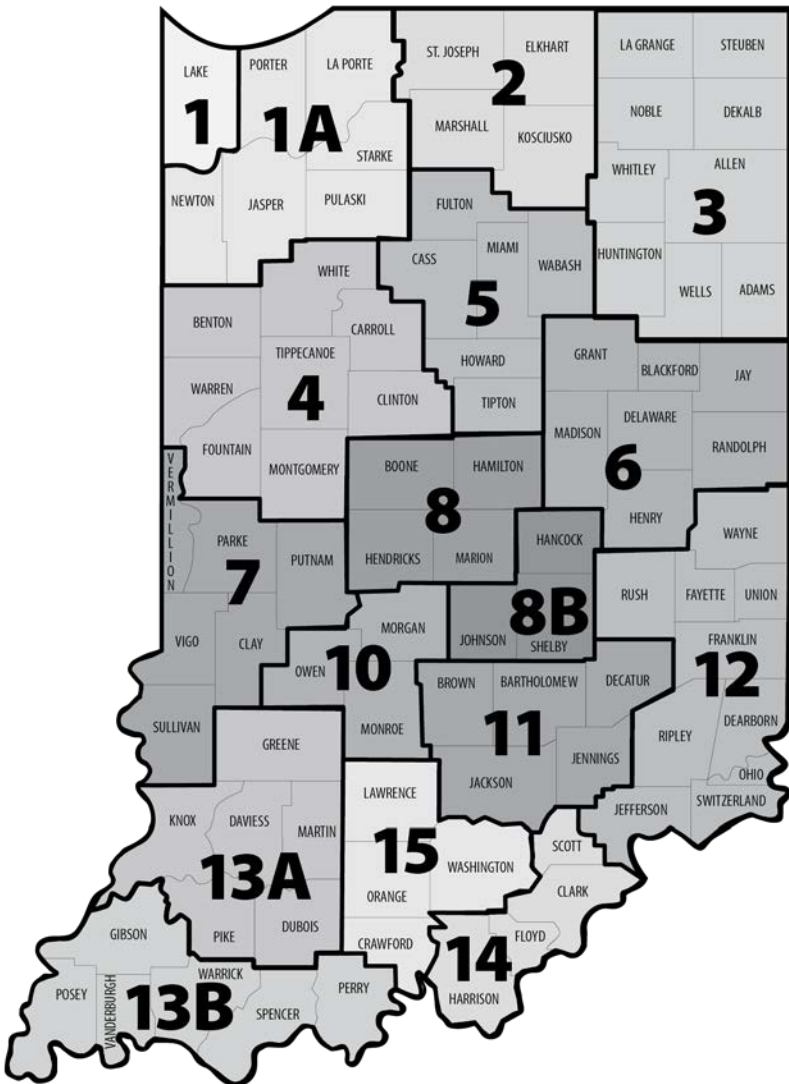 LAKE
PORTER
LA PORTE
1
1A
STARKE
NEWTON
JASPER
PULASKI
ST. JOSEPH
ELKHART
2
MARSHALL
KOSCIUSKO
LA GRANGE
STEUBEN
NOBLE
DEKALB
WHITLEY
ALLEN
3
HUNTINGTON
WELLS
ADAMS
FULTON
CASS
MIAMI
WABASH
5
HOWARD
TIPTON
WHITE
BENTON
CARROLL
TIPPECANOE
WARREN
4
CLINTON
FOUNTAIN
MONTGOMERY
GRANT
BLACKFORD
JAY
MADISON
DELAWARE
6
RANDOLPH
HENRY
BOONE
HAMILTON
8
HENDRICKS
MARION
VERMILLION
PARKE
PUTNAM
7
VIGO
CLAY
SULLIVAN
HANCOCK
8B
JOHNSON
SHELBY
MORGAN
OWEN
10
MONROE
BROWN
BARTHOLOMEW
DECATUR
11
JENNINGS
JACKSON
WAYNE
RUSH
FAYETTE
UNION
FRANKLIN
12
DEARBORN
RIPLEY
OHIO
SWITZERLAND
JEFFERSON
GREENE
KNOX
DAVIESS
MARTIN
13A
PIKE
DUBOIS
LAWRENCE
15
WASHINGTON
ORANGE
CRAWFORD
SCOTT
CLARK
FLOYD
14
HARRISON
GIBSON
POSEY
VANDERBURGH
WARRICK
13B
SPENCER
PERRY